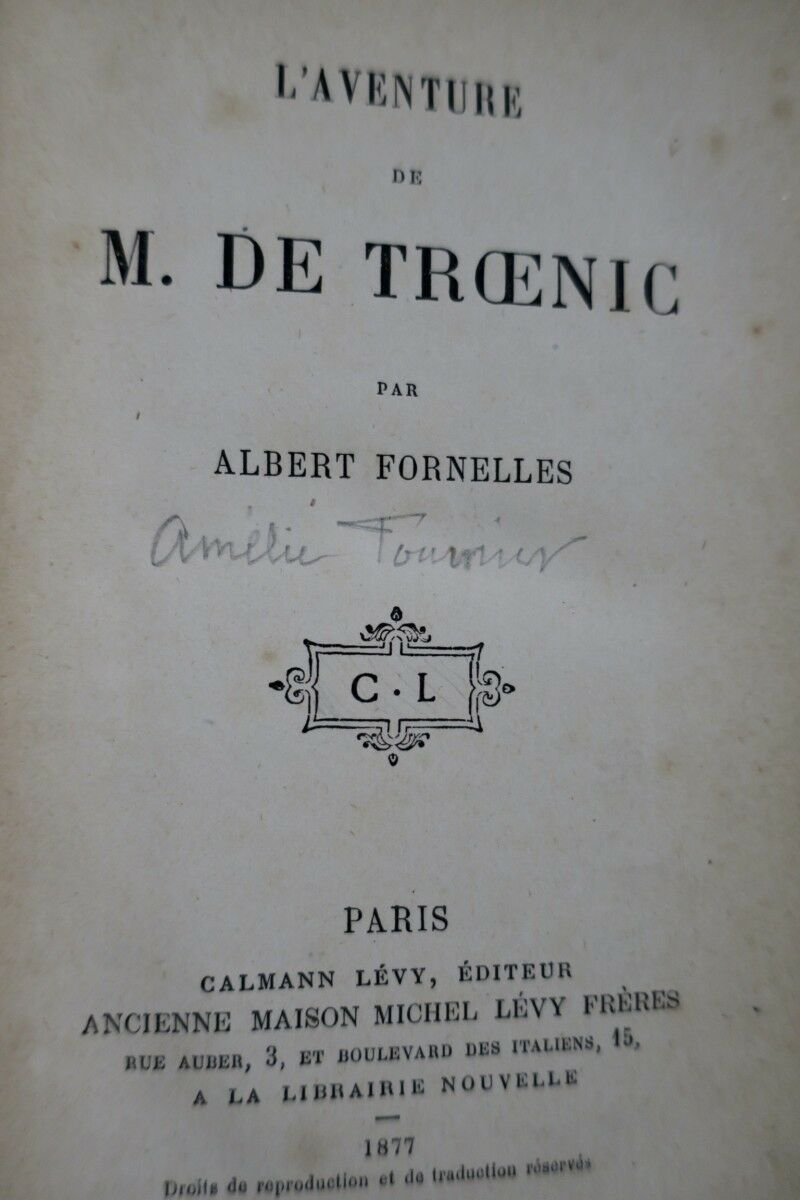 L'AVENTURE
DE
M. DE TRŒNIC
PAR
ALBERT FORNELLES
Amélie Fournier
C. L
PARIS
CALMANN LÉVY, ÉDITEUR
ANCIENNE MAISON MICHEL LÉVY FRÈRES
RUE AUBER, 3, ET BOULEVARD DES ITALIENS, 15,
A LA LIBRAIRIE NOUVELLE
1877
Droits de reproduction et de traduction réservés